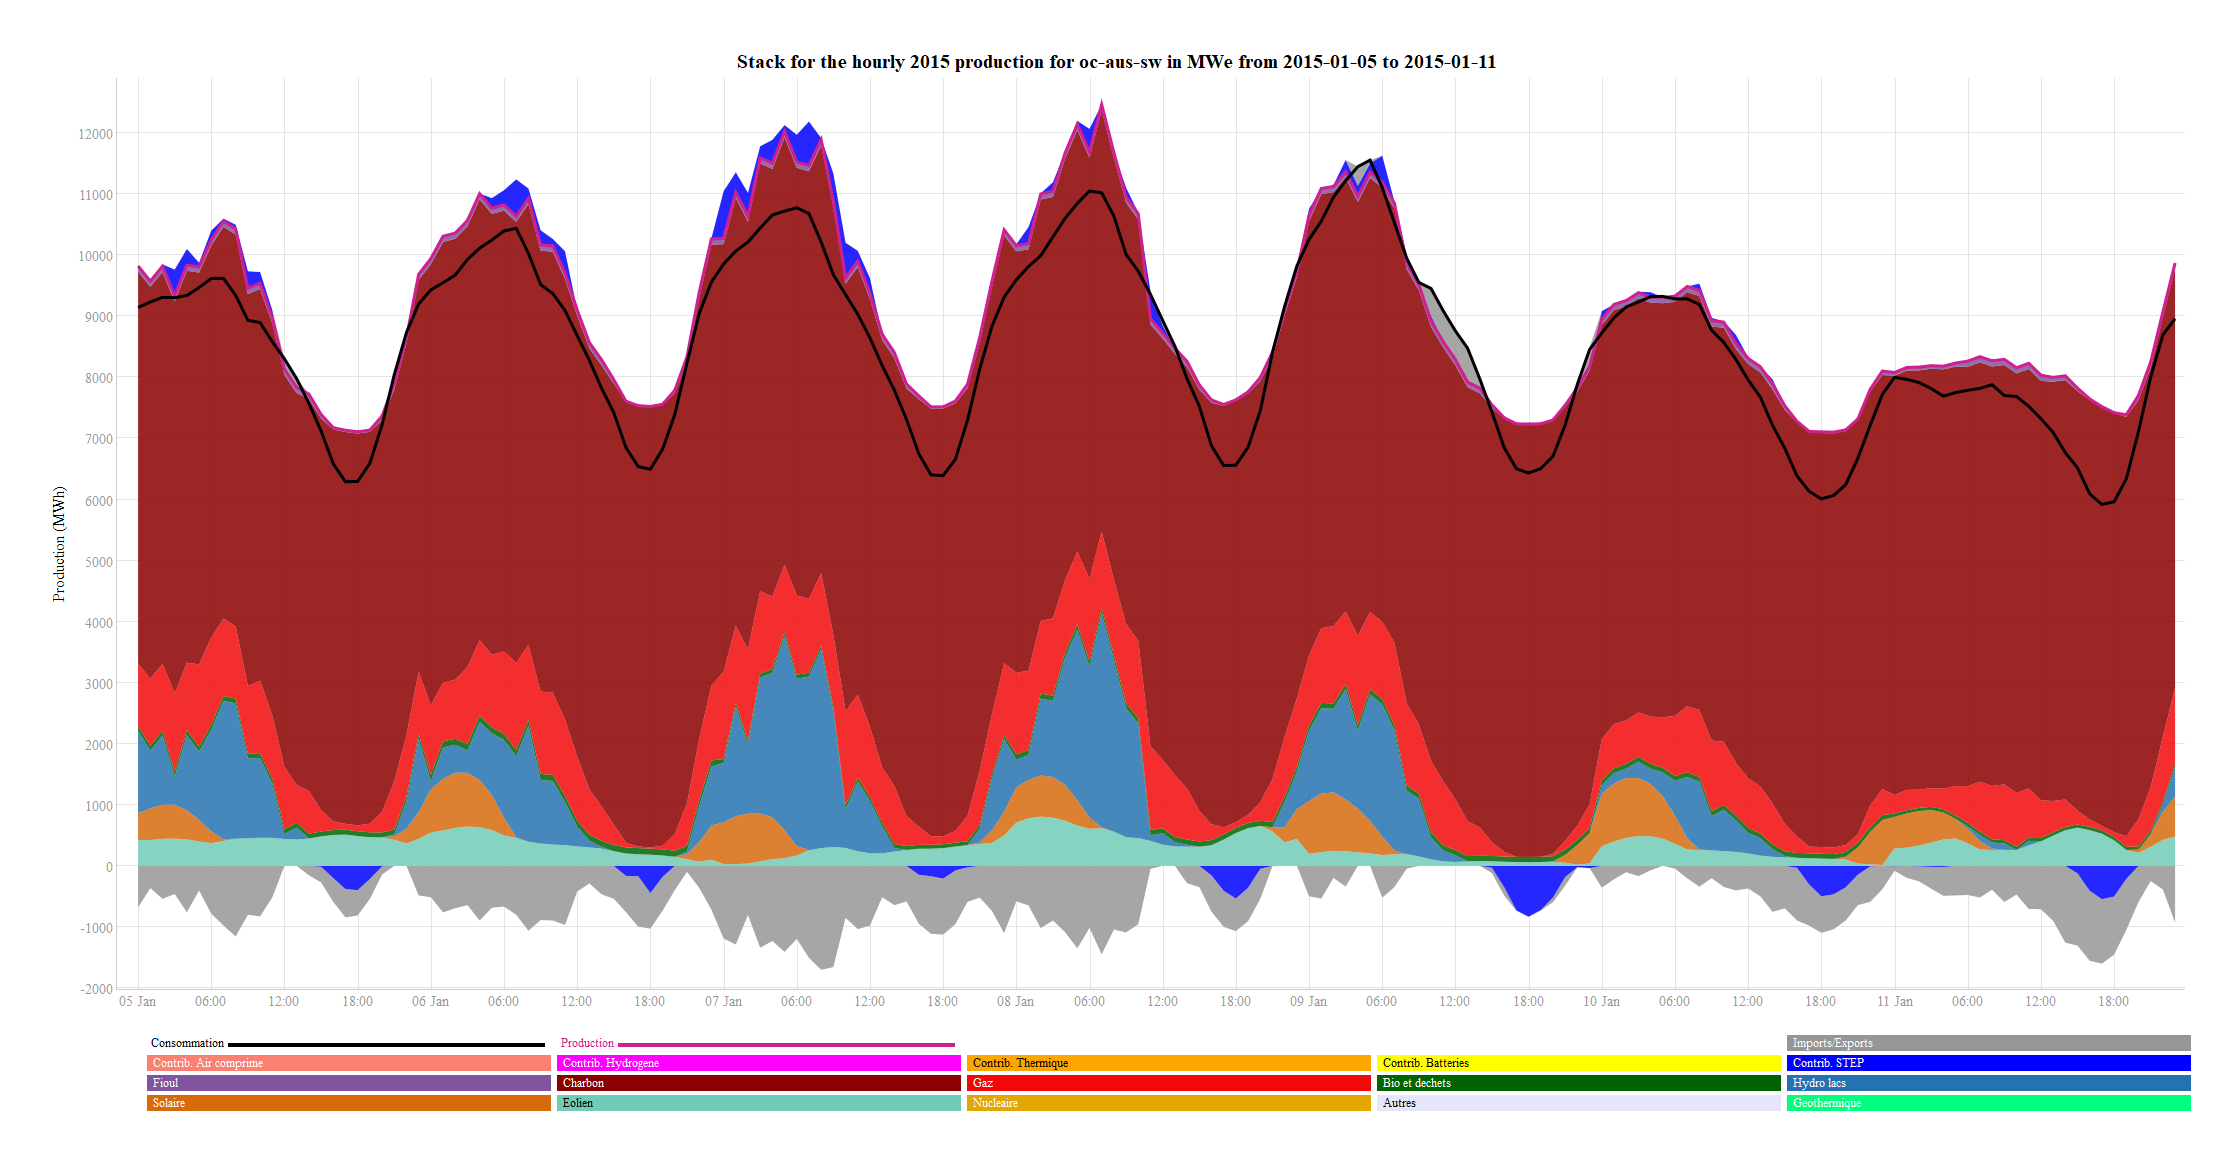 Stack for the hourly 2015 production for oc-aus-sw in MWe from 2015-01-05 to 2015-01-11
Production (MWh)
12000
11000
10000
9000
8000
7000
6000
5000
4000
3000
2000
1000
0
-1000
-2000
05 Jan 06:00 12:00 18:00 06 Jan 06:00 12:00 18:00 07 Jan 06:00 12:00 18:00 08 Jan 06:00 12:00 18:00 09 Jan 06:00 12:00 18:00 10 Jan 06:00 12:00 18:00 11 Jan 06:00 12:00 18:00
Consommation Production Imports/Exports
Contrib. Air comprime Contrib. Hydrogene Contrib. Thermique Contrib. Batteries Contrib. STEP
Fioul Charbon Gaz Bio et dechets Hydro lacs
Solaire Eolien Nucleaire Autres Geothermique